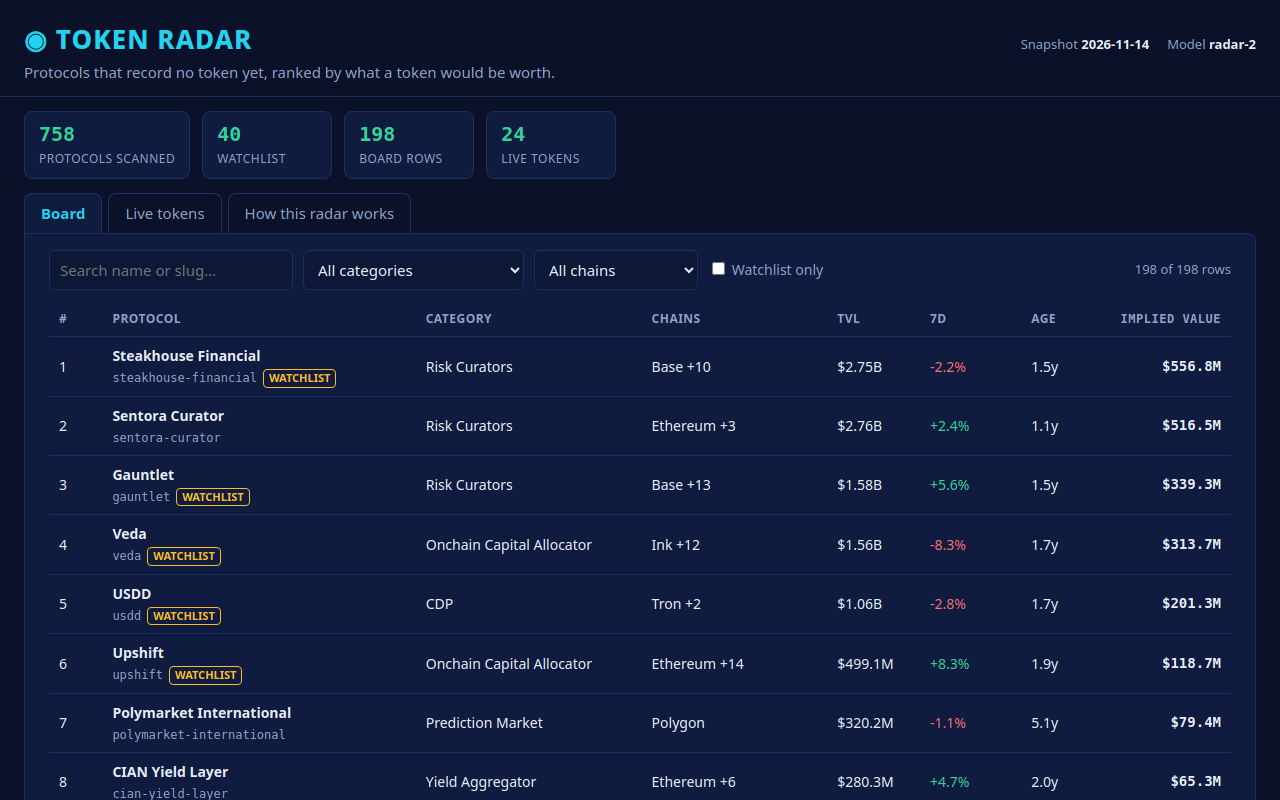 ◉ TOKEN RADAR
Snapshot 2026-11-14 Model radar-2
Protocols that record no token yet, ranked by what a token would be worth.
758 40 198 24
PROTOCOLS SCANNED WATCHLIST BOARD ROWS LIVE TOKENS
Board Live tokens How this radar works
Search name or slug... All categories All chains Watchlist only 198 of 198 rows
# PROTOCOL CATEGORY CHAINS TVL 7D AGE IMPLIED VALUE
1 Steakhouse Financial Risk Curators Base +10 $2.75B -2.2% 1.5y $556.8M
steakhouse-financial WATCHLIST
2 Sentora Curator Risk Curators Ethereum +3 $2.76B +2.4% 1.1y $516.5M
sentora-curator
3 Gauntlet Risk Curators Base +13 $1.58B +5.6% 1.5y $339.3M
gauntlet WATCHLIST
4 Veda Onchain Capital Allocator Ink +12 $1.56B -8.3% 1.7y $313.7M
veda WATCHLIST
5 USDD CDP Tron +2 $1.06B -2.8% 1.7y $201.3M
usdd WATCHLIST
6 Upshift Onchain Capital Allocator Ethereum +14 $499.1M +8.3% 1.9y $118.7M
upshift WATCHLIST
7 Polymarket International Prediction Market Polygon $320.2M -1.1% 5.1y $79.4M
polymarket-international
8 CIAN Yield Layer Yield Aggregator Ethereum +6 $280.3M +4.7% 2.0y $65.3M
cian-yield-layer